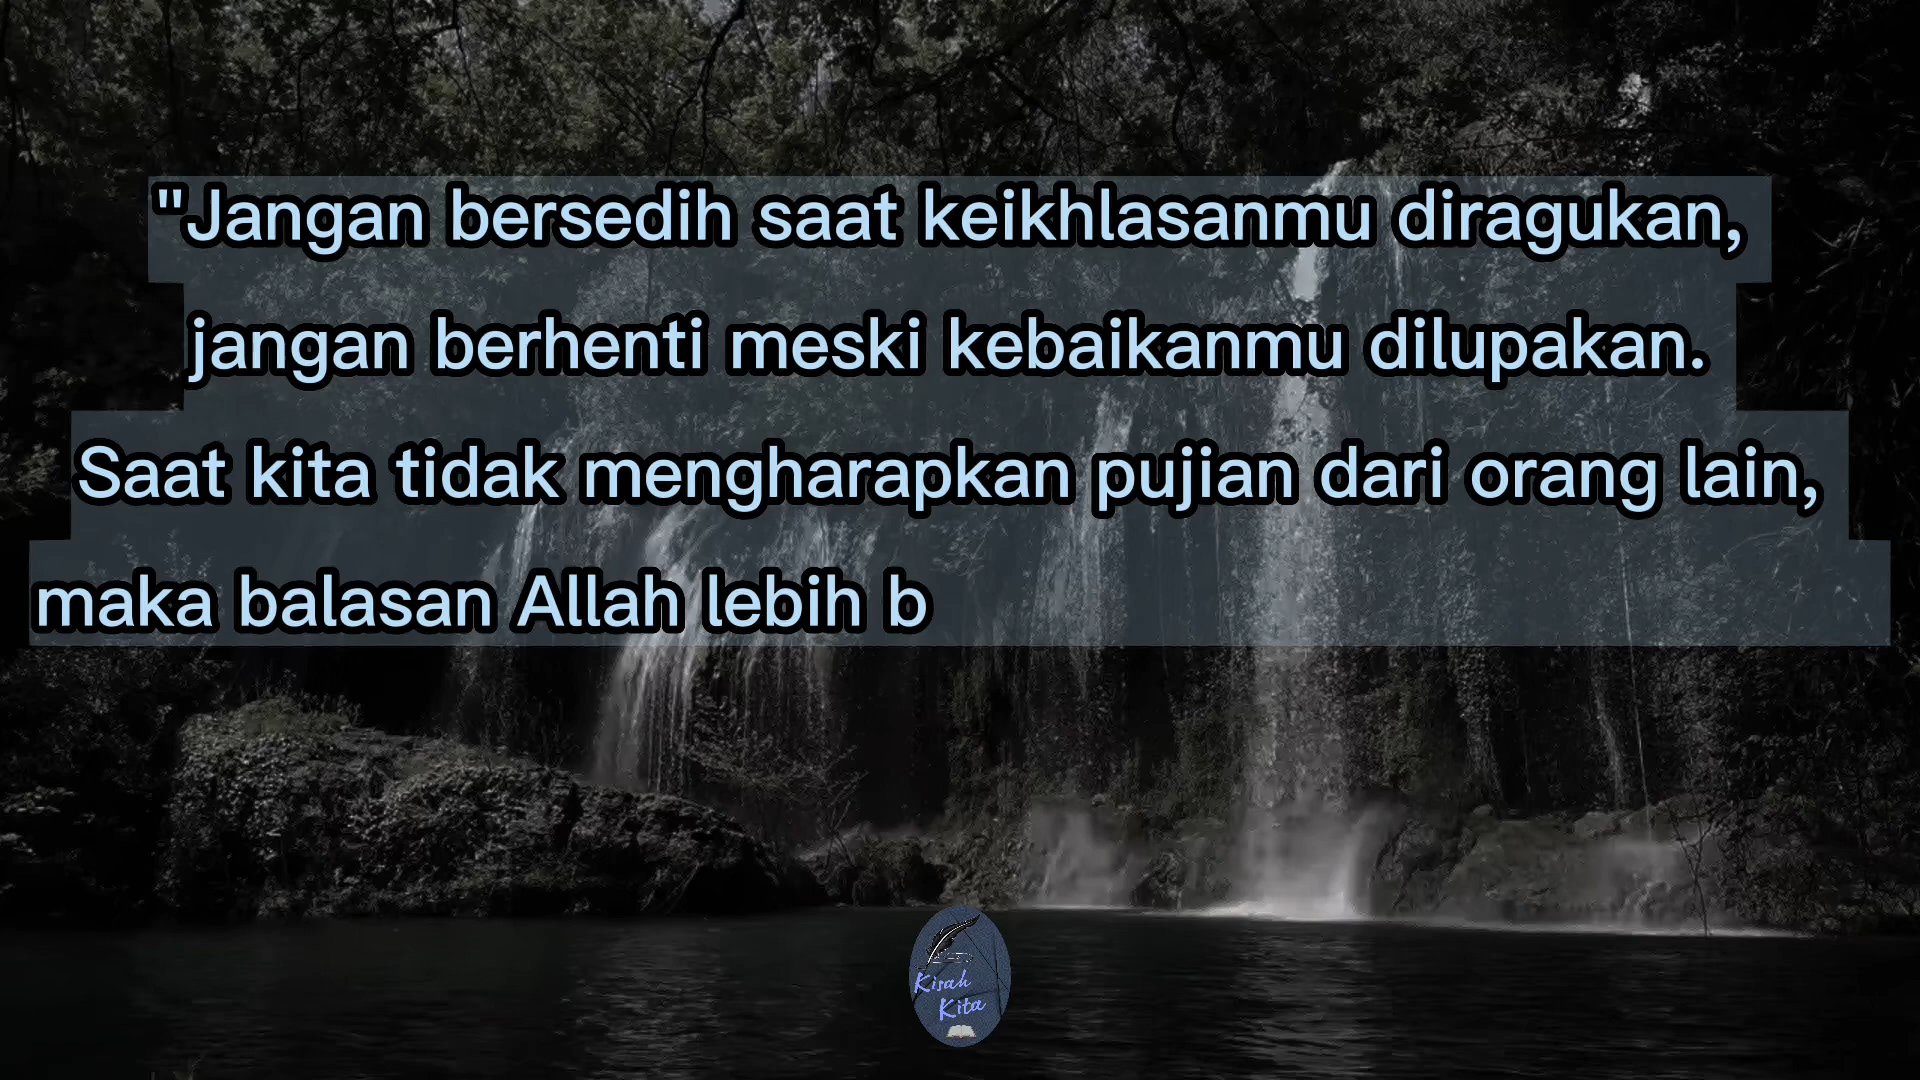 "Jangan bersedih saat keikhlasanmu diragukan,
jangan berhenti meski kebaikanmu dilupakan.
Saat kita tidak mengharapkan pujian dari orang lain,
maka balasan Allah lebih b
Kisah
Kita